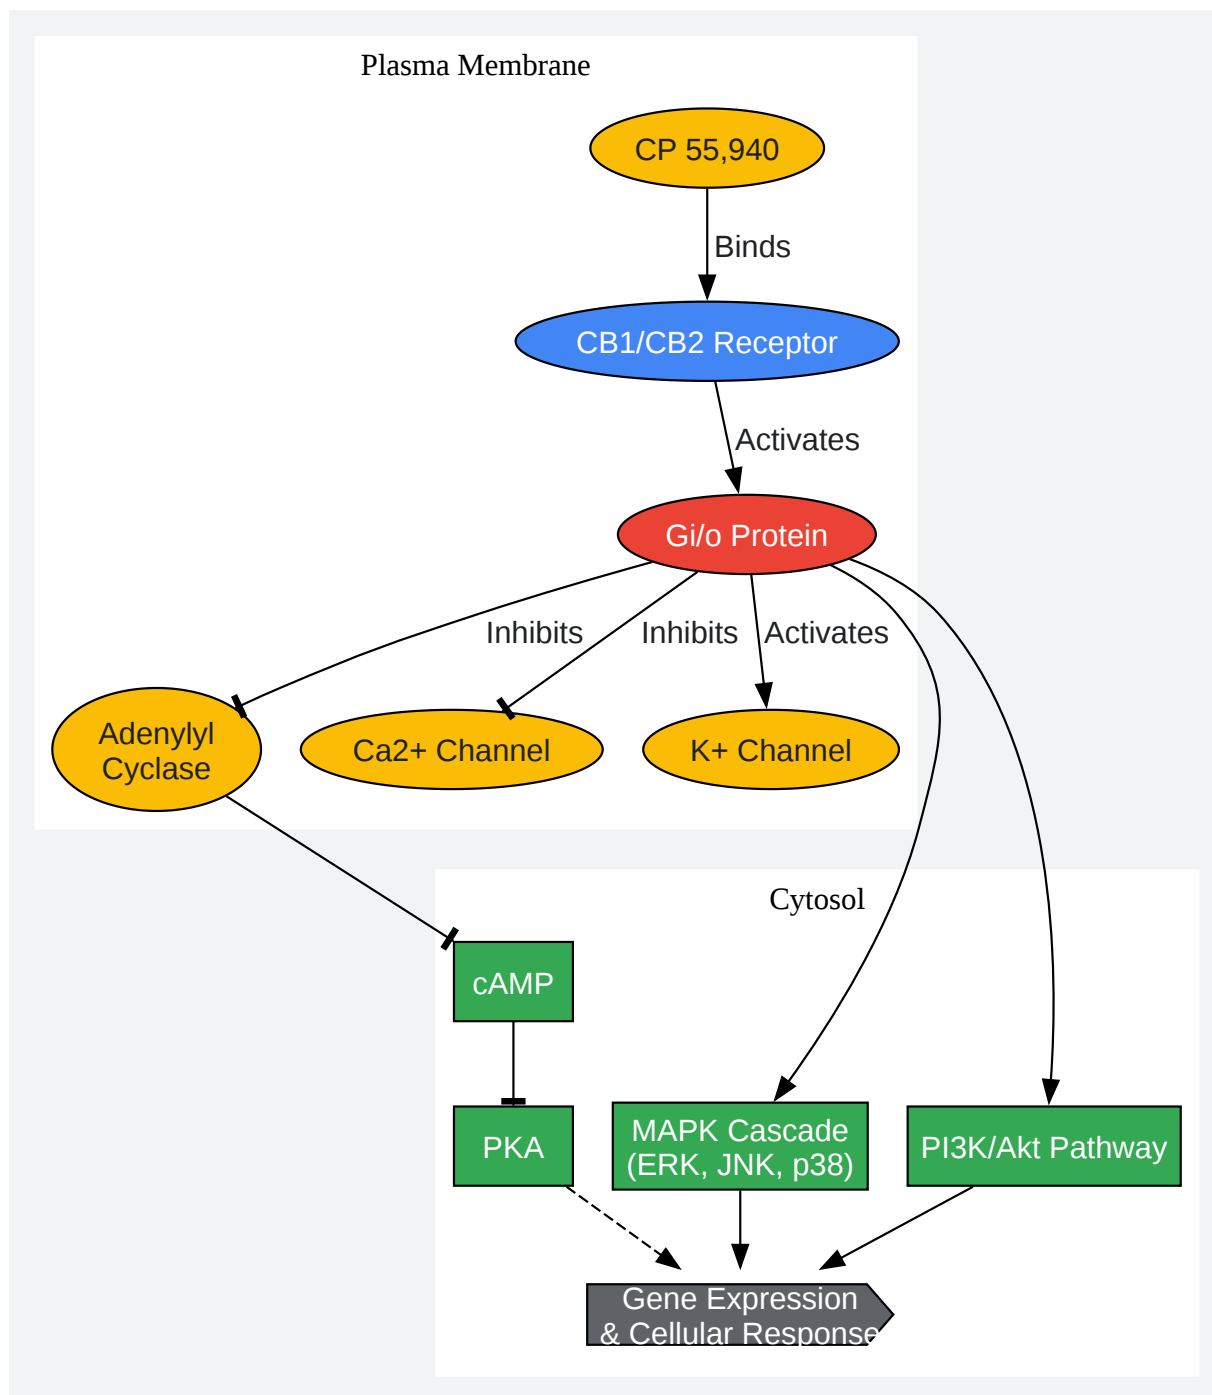 Plasma Membrane
CP 55,940
Binds
CB1/CB2 Receptor
Activates
Gi/o Protein
Inhibits
Inhibits
Activates
Adenylyl
Cyclase
Ca2+ Channel
K+ Channel
Cytosol
cAMP
PKA
MAPK Cascade
(ERK, JNK, p38)
PI3K/Akt Pathway
Gene Expression
& Cellular Response